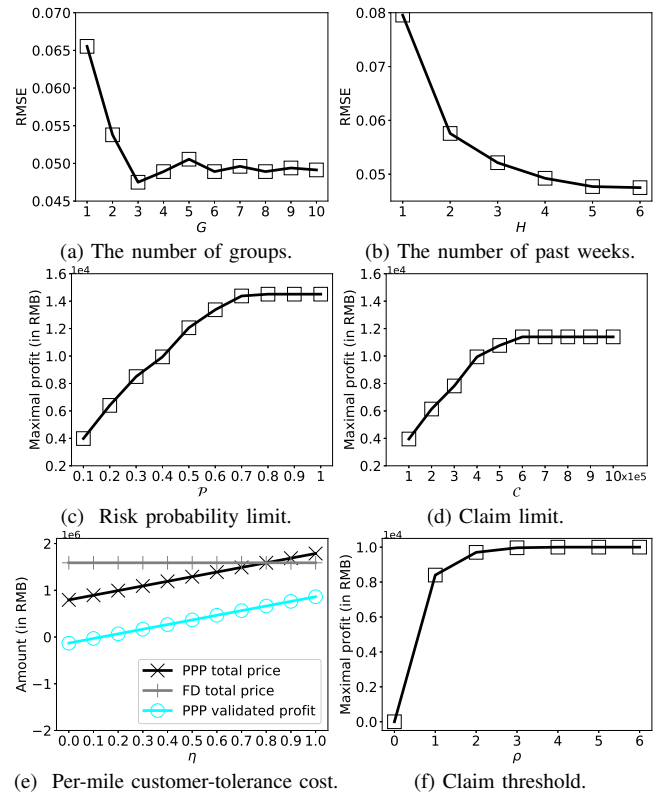 0.070
0.065
0.060
0.055
0.050
0.045
RMSE
1 2 3 4 5 6 7 8 9 10
G
(a) The number of groups.
0.08
0.07
0.06
0.05
RMSE
1 2 3 4 5 6
H
(b) The number of past weeks.
1e4
1.6
1.4
1.2
1.0
0.8
0.6
0.4
0.2
Maximal profit (in RMB)
0.1 0.2 0.3 0.4 0.5 0.6 0.7 0.8 0.9 1
P
(c) Risk probability limit.
1e4
1.6
1.4
1.2
1.0
0.8
0.6
0.4
0.2
Maximal profit (in RMB)
1 2 3 4 5 6 7 8 9 10x1e5
C
(d) Claim limit.
1e6
2
1
0
−1
−2
Amount (in RMB)
PPP total price
FD total price
PPP validated profit
0.0 0.1 0.2 0.3 0.4 0.5 0.6 0.7 0.8 0.9 1.0
η
(e) Per-mile customer-tolerance cost.
1e4
1.0
0.8
0.6
0.4
0.2
0.0
Maximal profit (in RMB)
0 1 2 3 4 5 6
ρ
(f) Claim threshold.